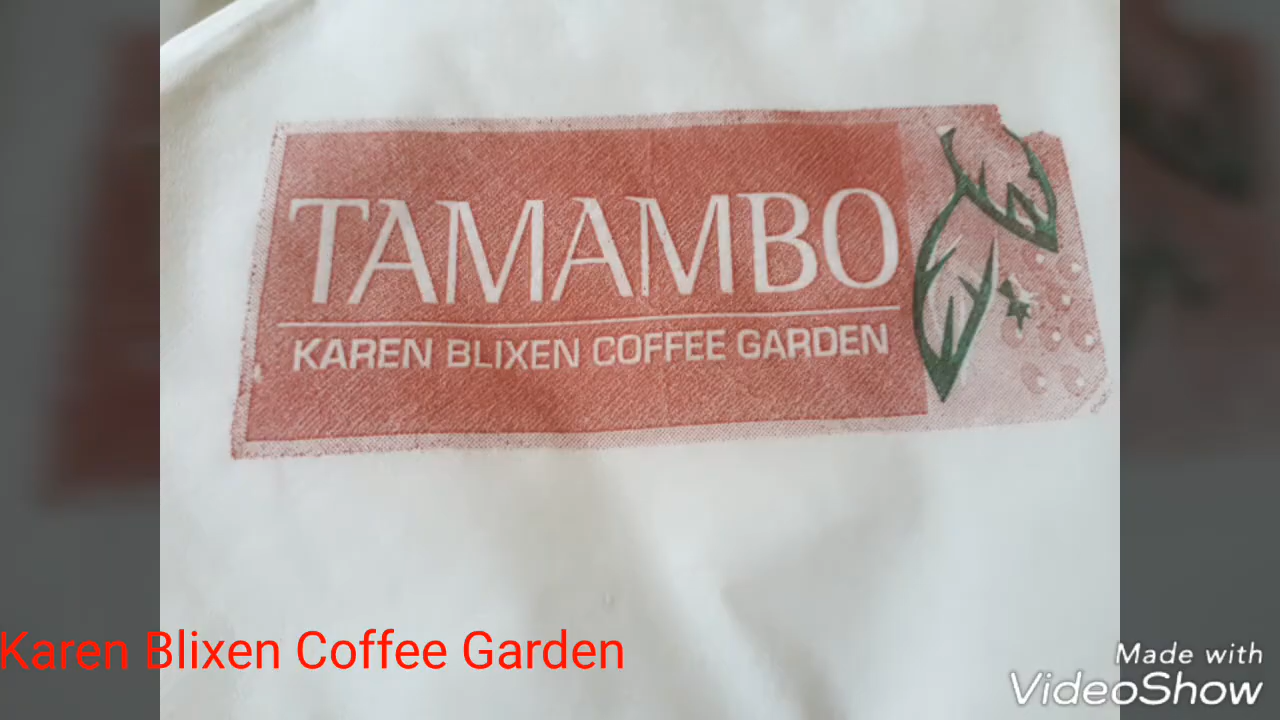 TAMAMBO
KAREN BLIXEN COFFEE GARDEN
Karen Blixen Coffee Garden
Made with
VideoShow